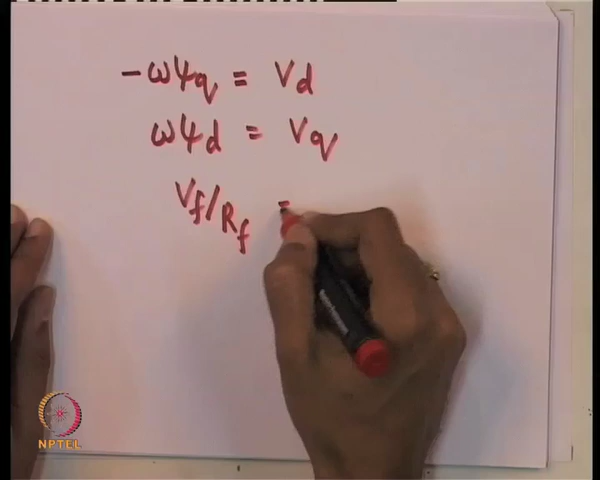 -ωψq = Vd
ωψd = Vq
Vf/Rf =
NPTEL